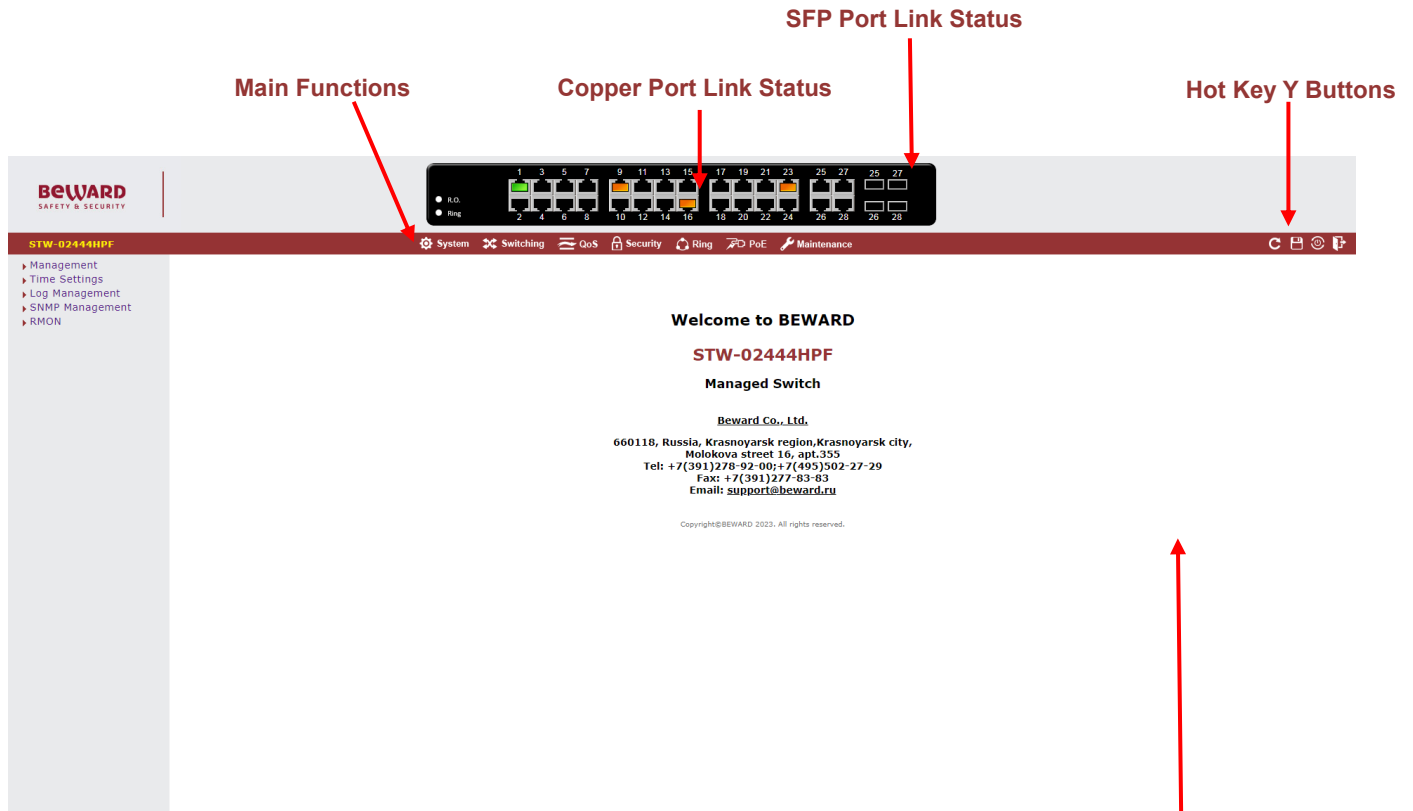 SFP Port Link Status
Main Functions
Copper Port Link Status
Hot Key Y Buttons
BEWARD
SAFETY & SECURITY
1 3 5 7 9 11 13 15 17 19 21 23 25 27 25 27
R.O.
Ring
2 4 6 8 10 12 14 16 18 20 22 24 26 28 26 28
STW-02444HPF
System Switching QoS Security Ring PoE Maintenance
Management
Time Settings
Log Management
SNMP Management
RMON
Welcome to BEWARD
STW-02444HPF
Managed Switch
Beward Co., Ltd.
660118, Russia, Krasnoyarsk region,Krasnoyarsk city,
Molokova street 16, apt.355
Tel: +7(391)278-92-00;+7(495)502-27-29
Fax: +7(391)277-83-83
Email: support@beward.ru
Copyright©BEWARD 2023. All rights reserved.